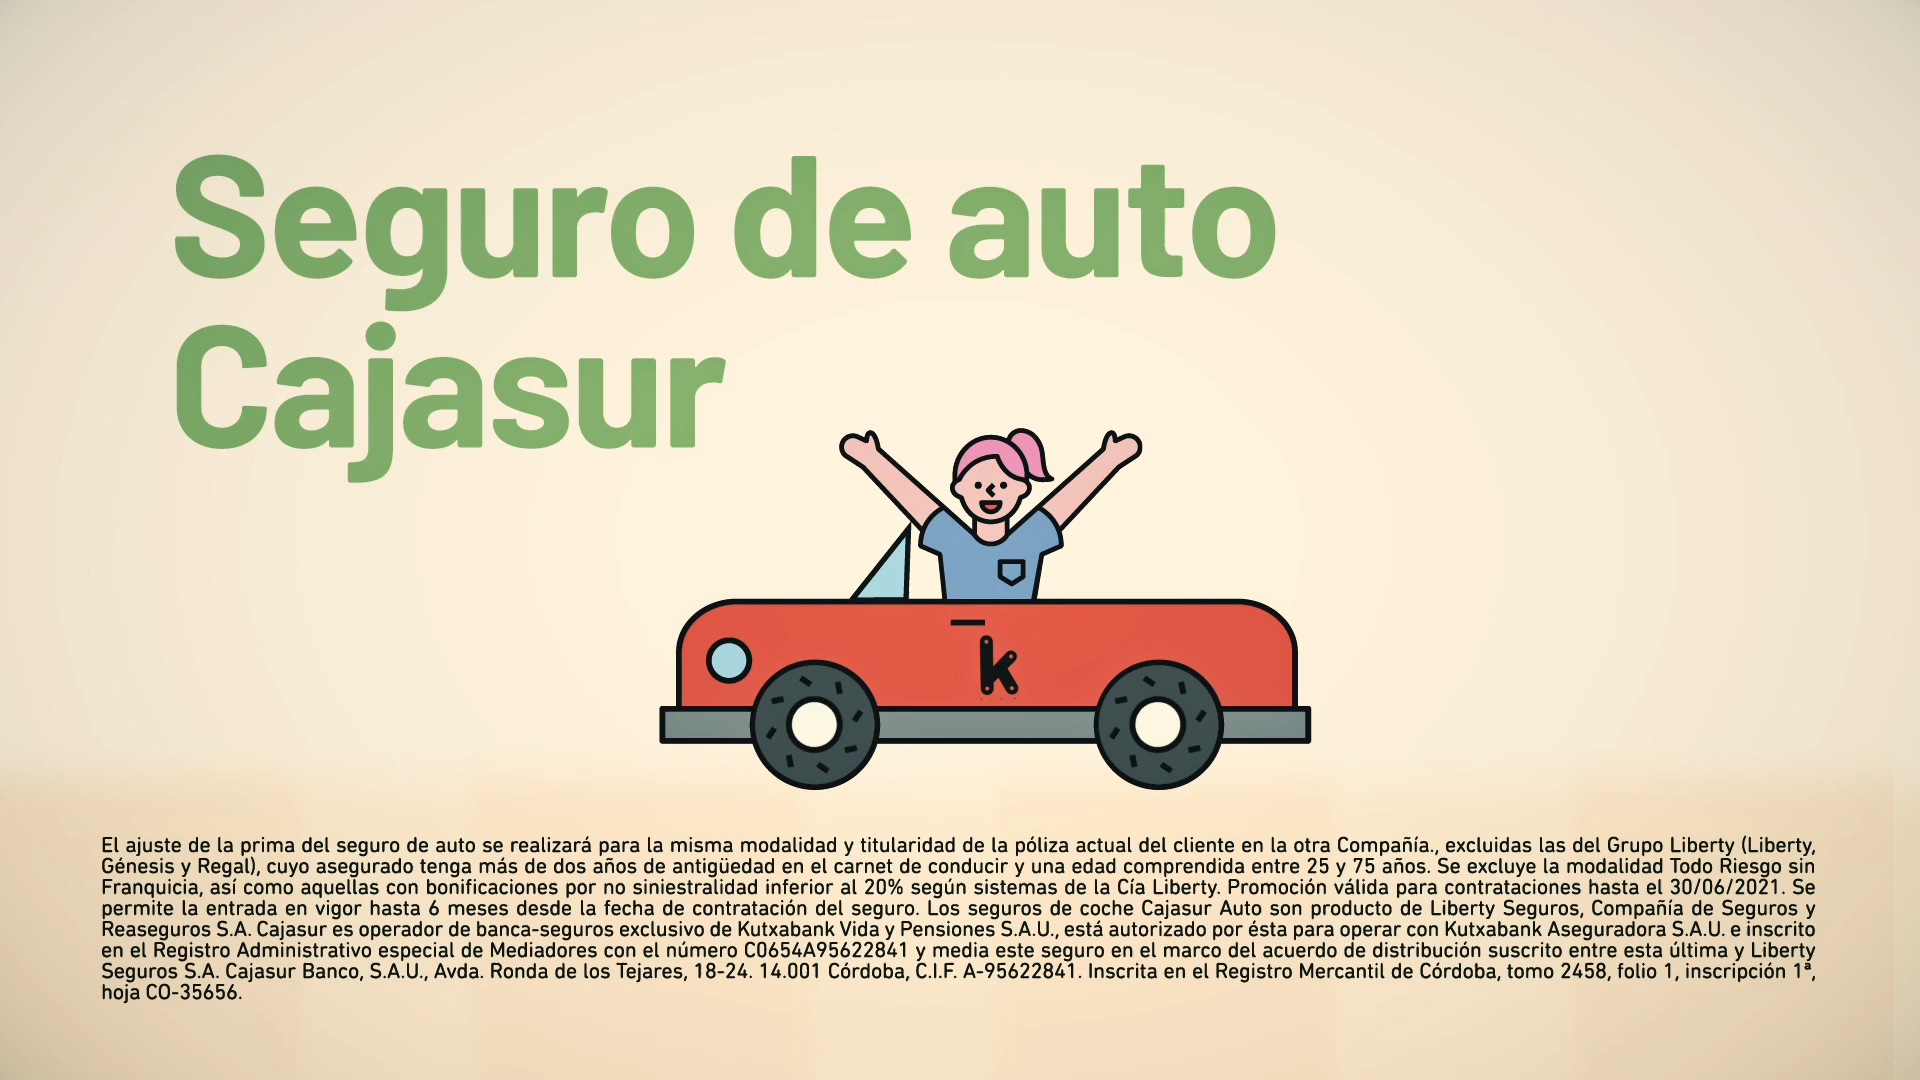 Seguro de auto
Cajasur
k
El ajuste de la prima del seguro de auto se realizará para la misma modalidad y titularidad de la póliza actual del cliente en la otra Compañía., excluidas las del Grupo Liberty (Liberty,
Génesis y Regal), cuyo asegurado tenga más de dos años de antigüedad en el carnet de conducir y una edad comprendida entre 25 y 75 años. Se excluye la modalidad Todo Riesgo sin
Franquicia, así como aquellas con bonificaciones por no siniestralidad inferior al 20% según sistemas de la Cía Liberty. Promoción válida para contrataciones hasta el 30/06/2021. Se
permite la entrada en vigor hasta 6 meses desde la fecha de contratación del seguro. Los seguros de coche Cajasur Auto son producto de Liberty Seguros, Compañía de Seguros y
Reaseguros S.A. Cajasur es operador de banca-seguros exclusivo de Kutxabank Vida y Pensiones S.A.U., está autorizado por ésta para operar con Kutxabank Aseguradora S.A.U. e inscrito
en el Registro Administrativo especial de Mediadores con el número C0654A95622841 y media este seguro en el marco del acuerdo de distribución suscrito entre esta última y Liberty
Seguros S.A. Cajasur Banco, S.A.U., Avda. Ronda de los Tejares, 18-24. 14.001 Córdoba, C.I.F. A-95622841. Inscrita en el Registro Mercantil de Córdoba, tomo 2458, folio 1, inscripción 1ª,
hoja CO-35656.